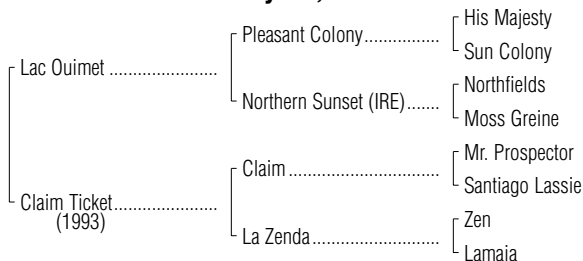 His Majesty
Pleasant Colony................
Sun Colony
Lac Ouimet .......................
Northfields
Northern Sunset (IRE).......
Moss Greine
Mr. Prospector
Claim ................................
Santiago Lassie
Claim Ticket......................
(1993)
Zen
La Zenda...........................
Lamaia